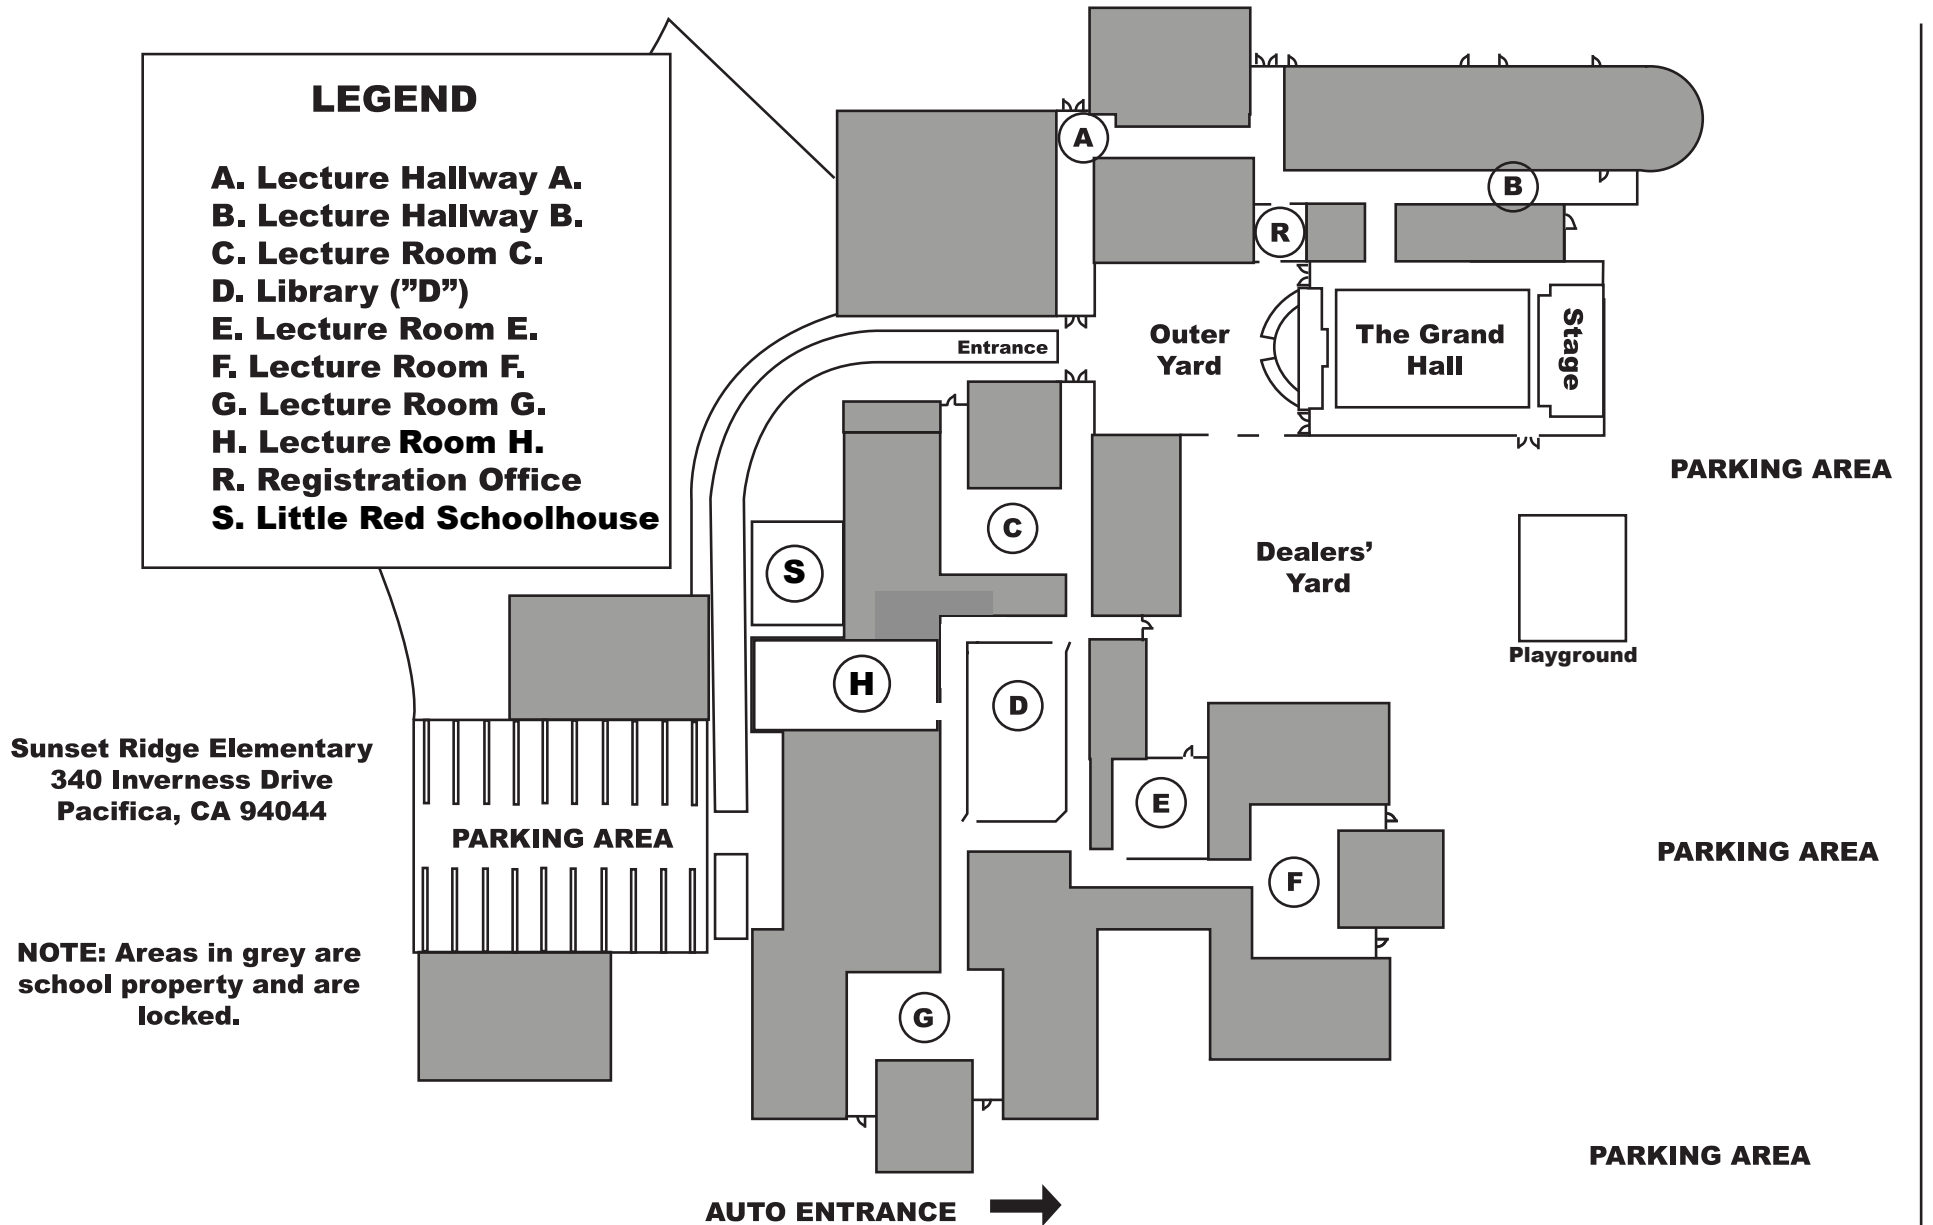 LEGEND
A. Lecture Hallway A.
B. Lecture Hallway B.
C. Lecture Room C.
D. Library (”D”)
E. Lecture Room E.
F. Lecture Room F.
G. Lecture Room G.
H. Lecture Room H.
R. Registration Office
S. Little Red Schoolhouse
A
B
R
Entrance
Outer
Yard
The Grand
Hall
Stage
PARKING AREA
C
S
Dealers’
Yard
Playground
H
D
Sunset Ridge Elementary
340 Inverness Drive
Pacifica, CA 94044
PARKING AREA
E
PARKING AREA
F
NOTE: Areas in grey are
school property and are
locked.
G
PARKING AREA
AUTO ENTRANCE